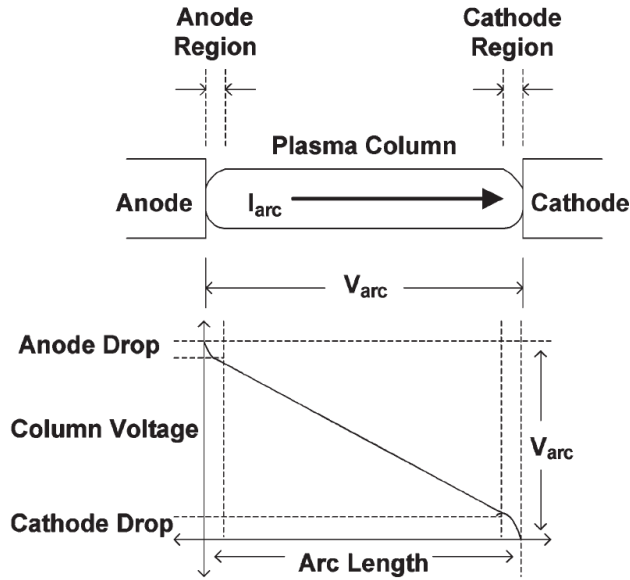 Anode
Region
Cathode
Region
Plasma Column
Anode
Iarc
Cathode
Varc
Anode Drop
Column Voltage
Varc
Cathode Drop
Arc Length